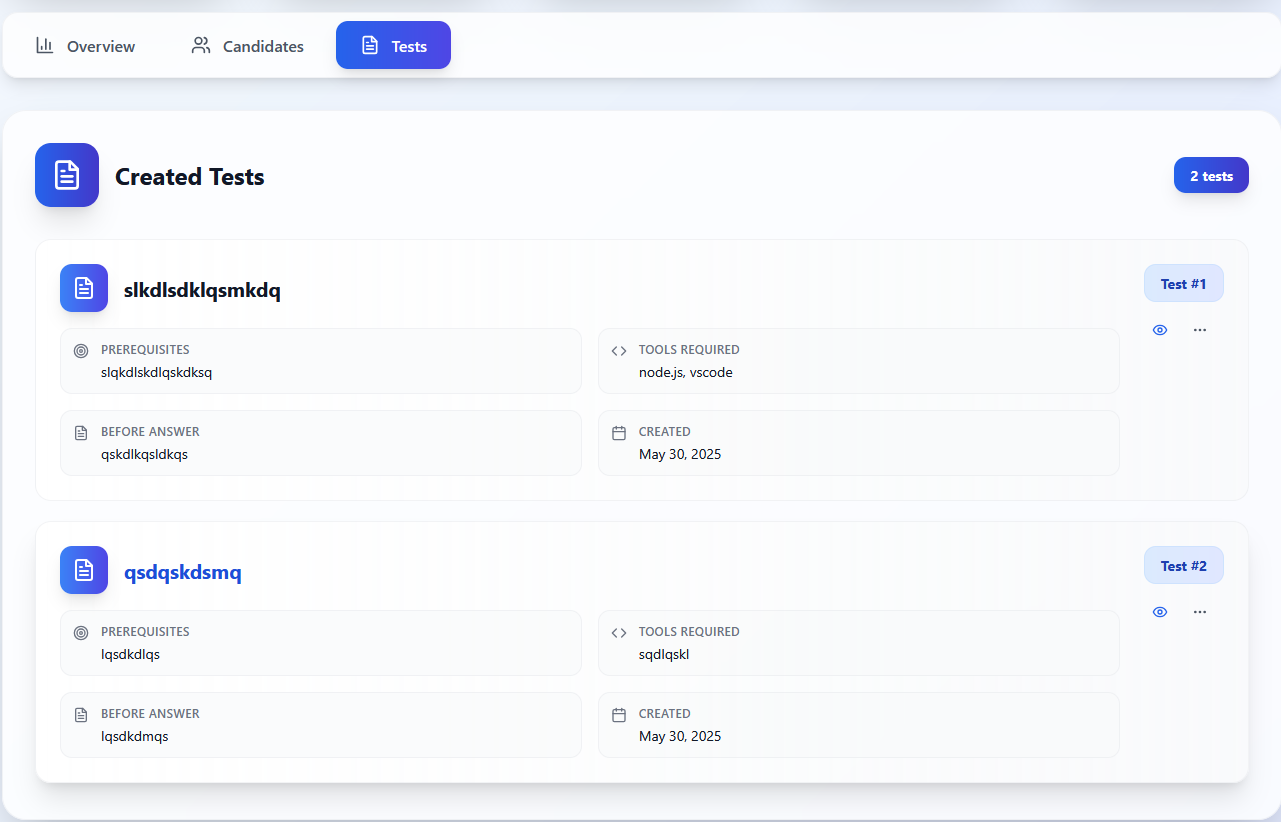 Overview
Candidates
Tests
Created Tests
2 tests
slkdlsdklqsmkdq
Test #1
PREREQUISITES
slqkdlskdlqskdksq
TOOLS REQUIRED
node.js, vscode
BEFORE ANSWER
qskdlkqsldkqs
CREATED
May 30, 2025
qsdqskdsmq
Test #2
PREREQUISITES
lqsdkdlqs
TOOLS REQUIRED
sqdlqskl
BEFORE ANSWER
lqsdkdmqs
CREATED
May 30, 2025